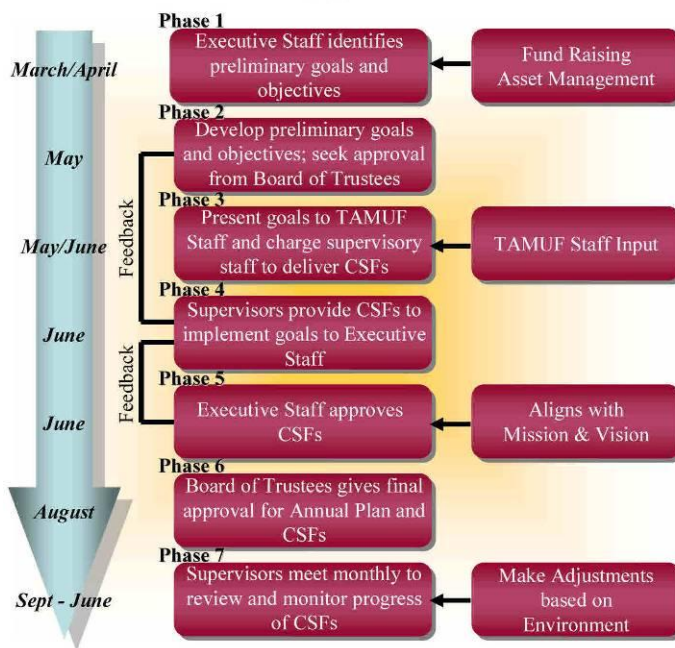 Phase 1
March/April
Executive Staff identifies
preliminary goals and
objectives
Fund Raising
Asset Management
Phase 2
May
Develop preliminary goals
and objectives; seek approval
from Board of Trustees
Feedback
Phase 3
May/June
Present goals to TAMUF
Staff and charge supervisory
staff to deliver CSFs
TAMUF Staff Input
Phase 4
June
Supervisors provide CSFs to
implement goals to Executive
Staff
Feedback
Phase 5
June
Executive Staff approves
CSFs
Aligns with
Mission & Vision
Phase 6
August
Board of Trustees gives final
approval for Annual Plan and
CSFs
Phase 7
Sept - June
Supervisors meet monthly to
review and monitor progress
of CSFs
Make Adjustments
based on
Environment